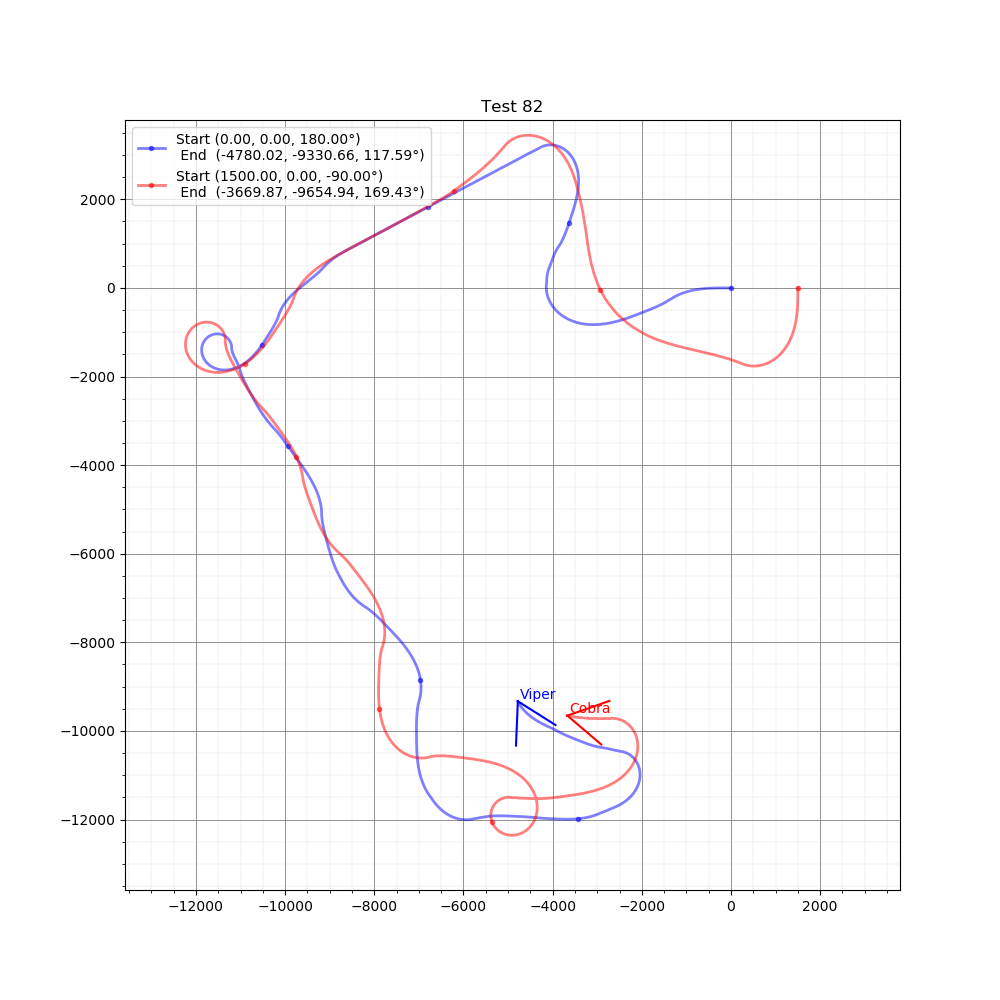 Test 82
Start (0.00, 0.00, 180.00°)
End (-4780.02, -9330.66, 117.59°)
Start (1500.00, 0.00, -90.00°)
End (-3669.87, -9654.94, 169.43°)
2000
0
−2000
−4000
−6000
−8000
−10000
−12000
Viper
Cobra
−12000 −10000 −8000 −6000 −4000 −2000 0 2000